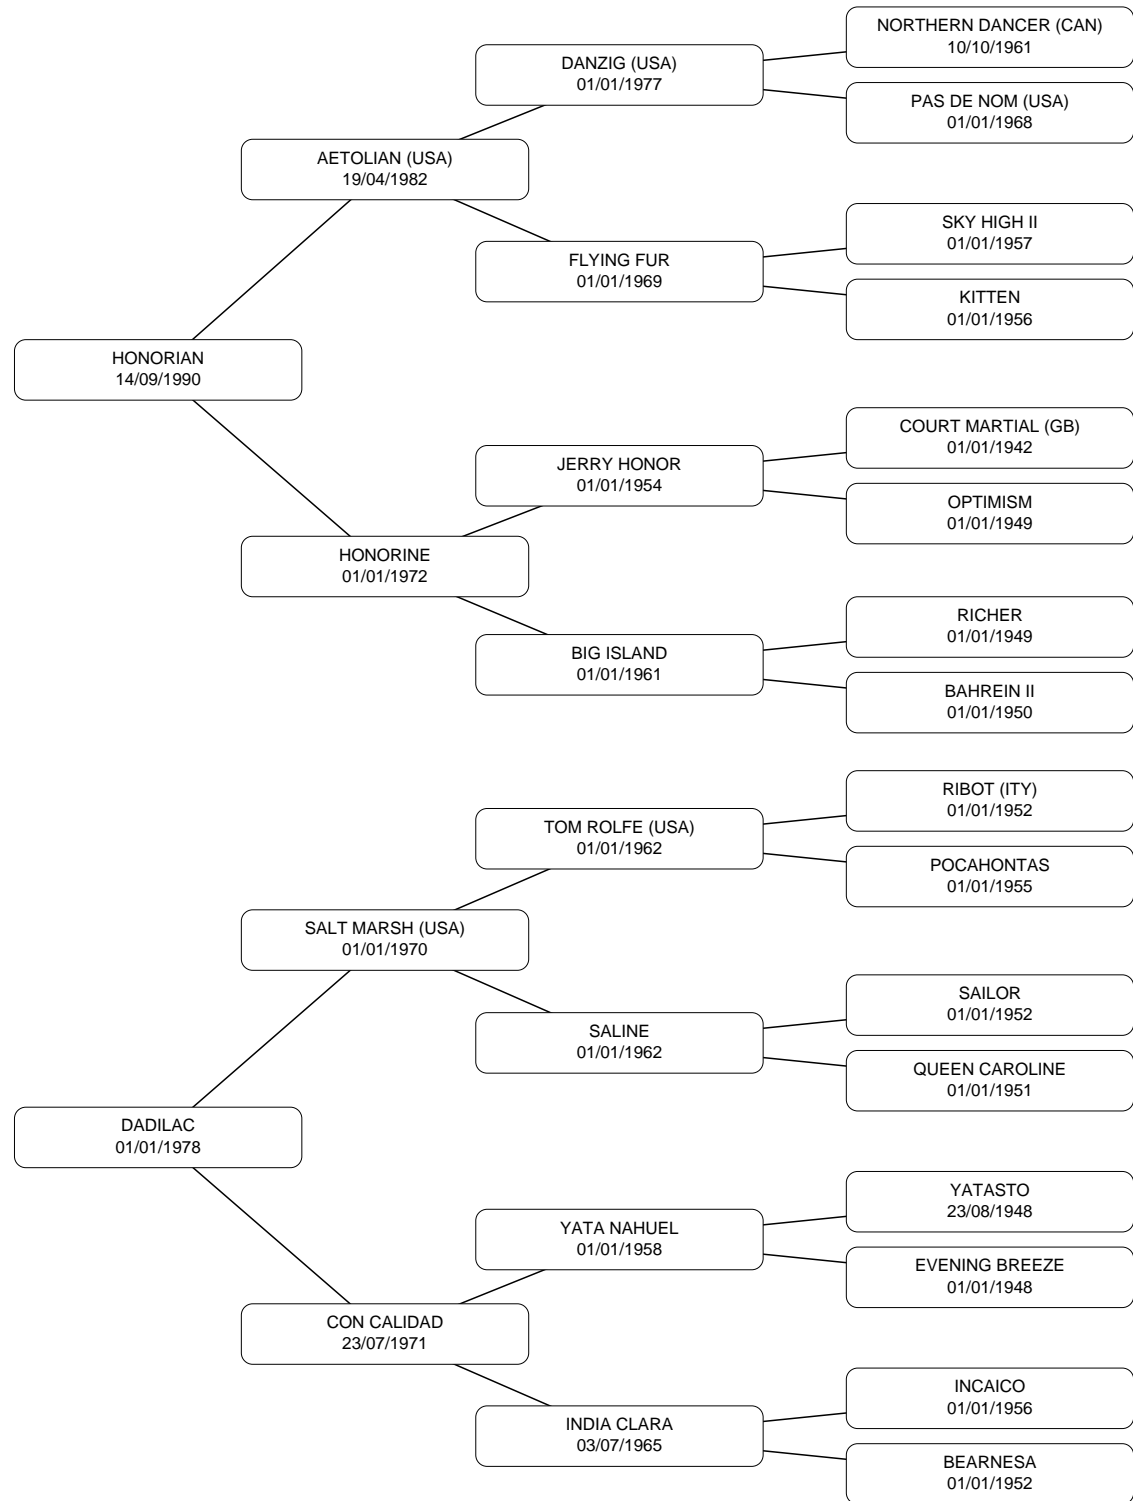 NORTHERN DANCER (CAN)
10/10/1961
DANZIG (USA)
01/01/1977
PAS DE NOM (USA)
01/01/1968
AETOLIAN (USA)
19/04/1982
SKY HIGH II
01/01/1957
FLYING FUR
01/01/1969
KITTEN
01/01/1956
HONORIAN
14/09/1990
COURT MARTIAL (GB)
01/01/1942
JERRY HONOR
01/01/1954
OPTIMISM
01/01/1949
HONORINE
01/01/1972
RICHER
01/01/1949
BIG ISLAND
01/01/1961
BAHREIN II
01/01/1950
RIBOT (ITY)
01/01/1952
TOM ROLFE (USA)
01/01/1962
POCAHONTAS
01/01/1955
SALT MARSH (USA)
01/01/1970
SAILOR
01/01/1952
SALINE
01/01/1962
QUEEN CAROLINE
01/01/1951
DADILAC
01/01/1978
YATASTO
23/08/1948
YATA NAHUEL
01/01/1958
EVENING BREEZE
01/01/1948
CON CALIDAD
23/07/1971
INCAICO
01/01/1956
INDIA CLARA
03/07/1965
BEARNESA
01/01/1952